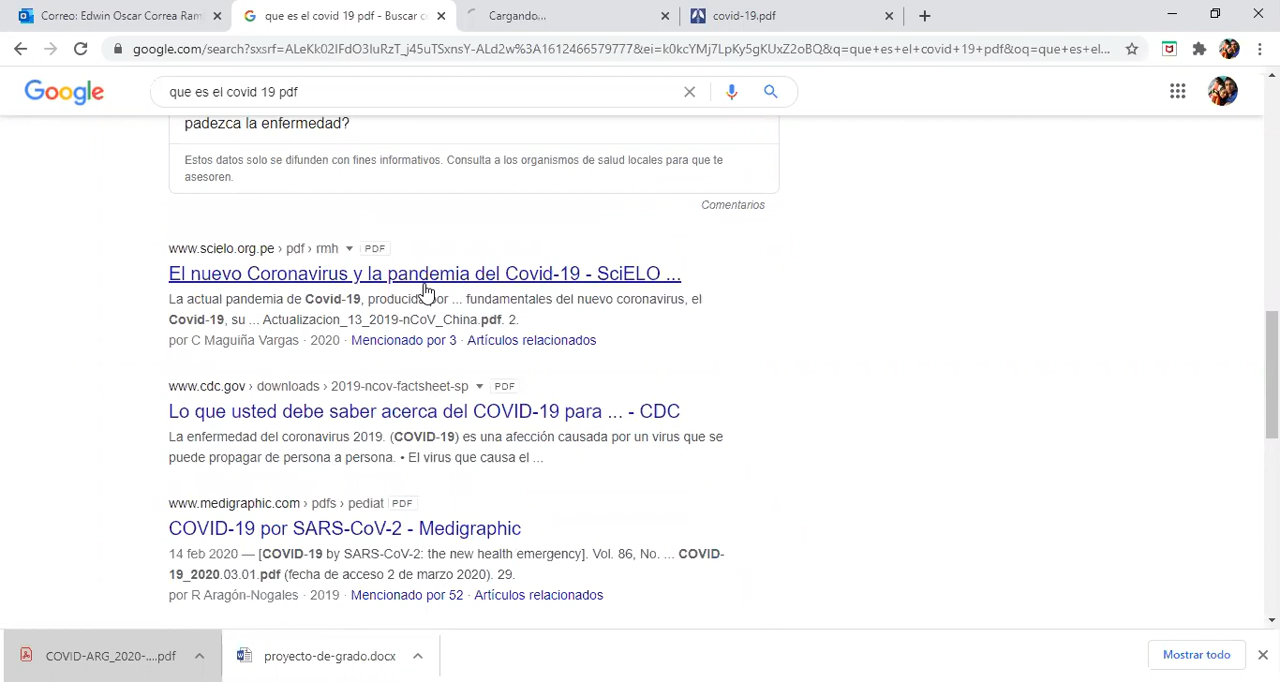 Correo: Edwin Oscar Correa Ram
que es el covid 19 pdf - Buscar co
Cargando...
covid-19.pdf
google.com/search?sxsrf=ALeKk02IFdO3IuRzT_j45uTSxnsY-ALd2w%3A1612466579777&ei=k0kcYMj7LpKy5gKUxZ2oBQ&q=que+es+el+covid+19+pdf&oq=que+es+el...
Google
que es el covid 19 pdf
padezca la enfermedad?
Estos datos solo se difunden con fines informativos. Consulta a los organismos de salud locales para que te
asesoren.
Comentarios
www.scielo.org.pe › pdf › rmh PDF
El nuevo Coronavirus y la pandemia del Covid-19 - SciELO ...
La actual pandemia de Covid-19, producida por ... fundamentales del nuevo coronavirus, el
Covid-19, su ... Actualizacion_13_2019-nCoV_China.pdf. 2.
por C Maguiña Vargas · 2020 · Mencionado por 3 · Artículos relacionados
www.cdc.gov › downloads › 2019-ncov-factsheet-sp PDF
Lo que usted debe saber acerca del COVID-19 para ... - CDC
La enfermedad del coronavirus 2019. (COVID-19) es una afección causada por un virus que se
puede propagar de persona a persona. • El virus que causa el ...
www.medigraphic.com › pdfs › pediat PDF
COVID-19 por SARS-CoV-2 - Medigraphic
14 feb 2020 — [COVID-19 by SARS-CoV-2: the new health emergency]. Vol. 86, No. ... COVID-
19_2020.03.01.pdf (fecha de acceso 2 de marzo 2020). 29.
por R Aragón-Nogales · 2019 · Mencionado por 52 · Artículos relacionados
COVID-ARG_2020-....pdf
proyecto-de-grado.docx
Mostrar todo